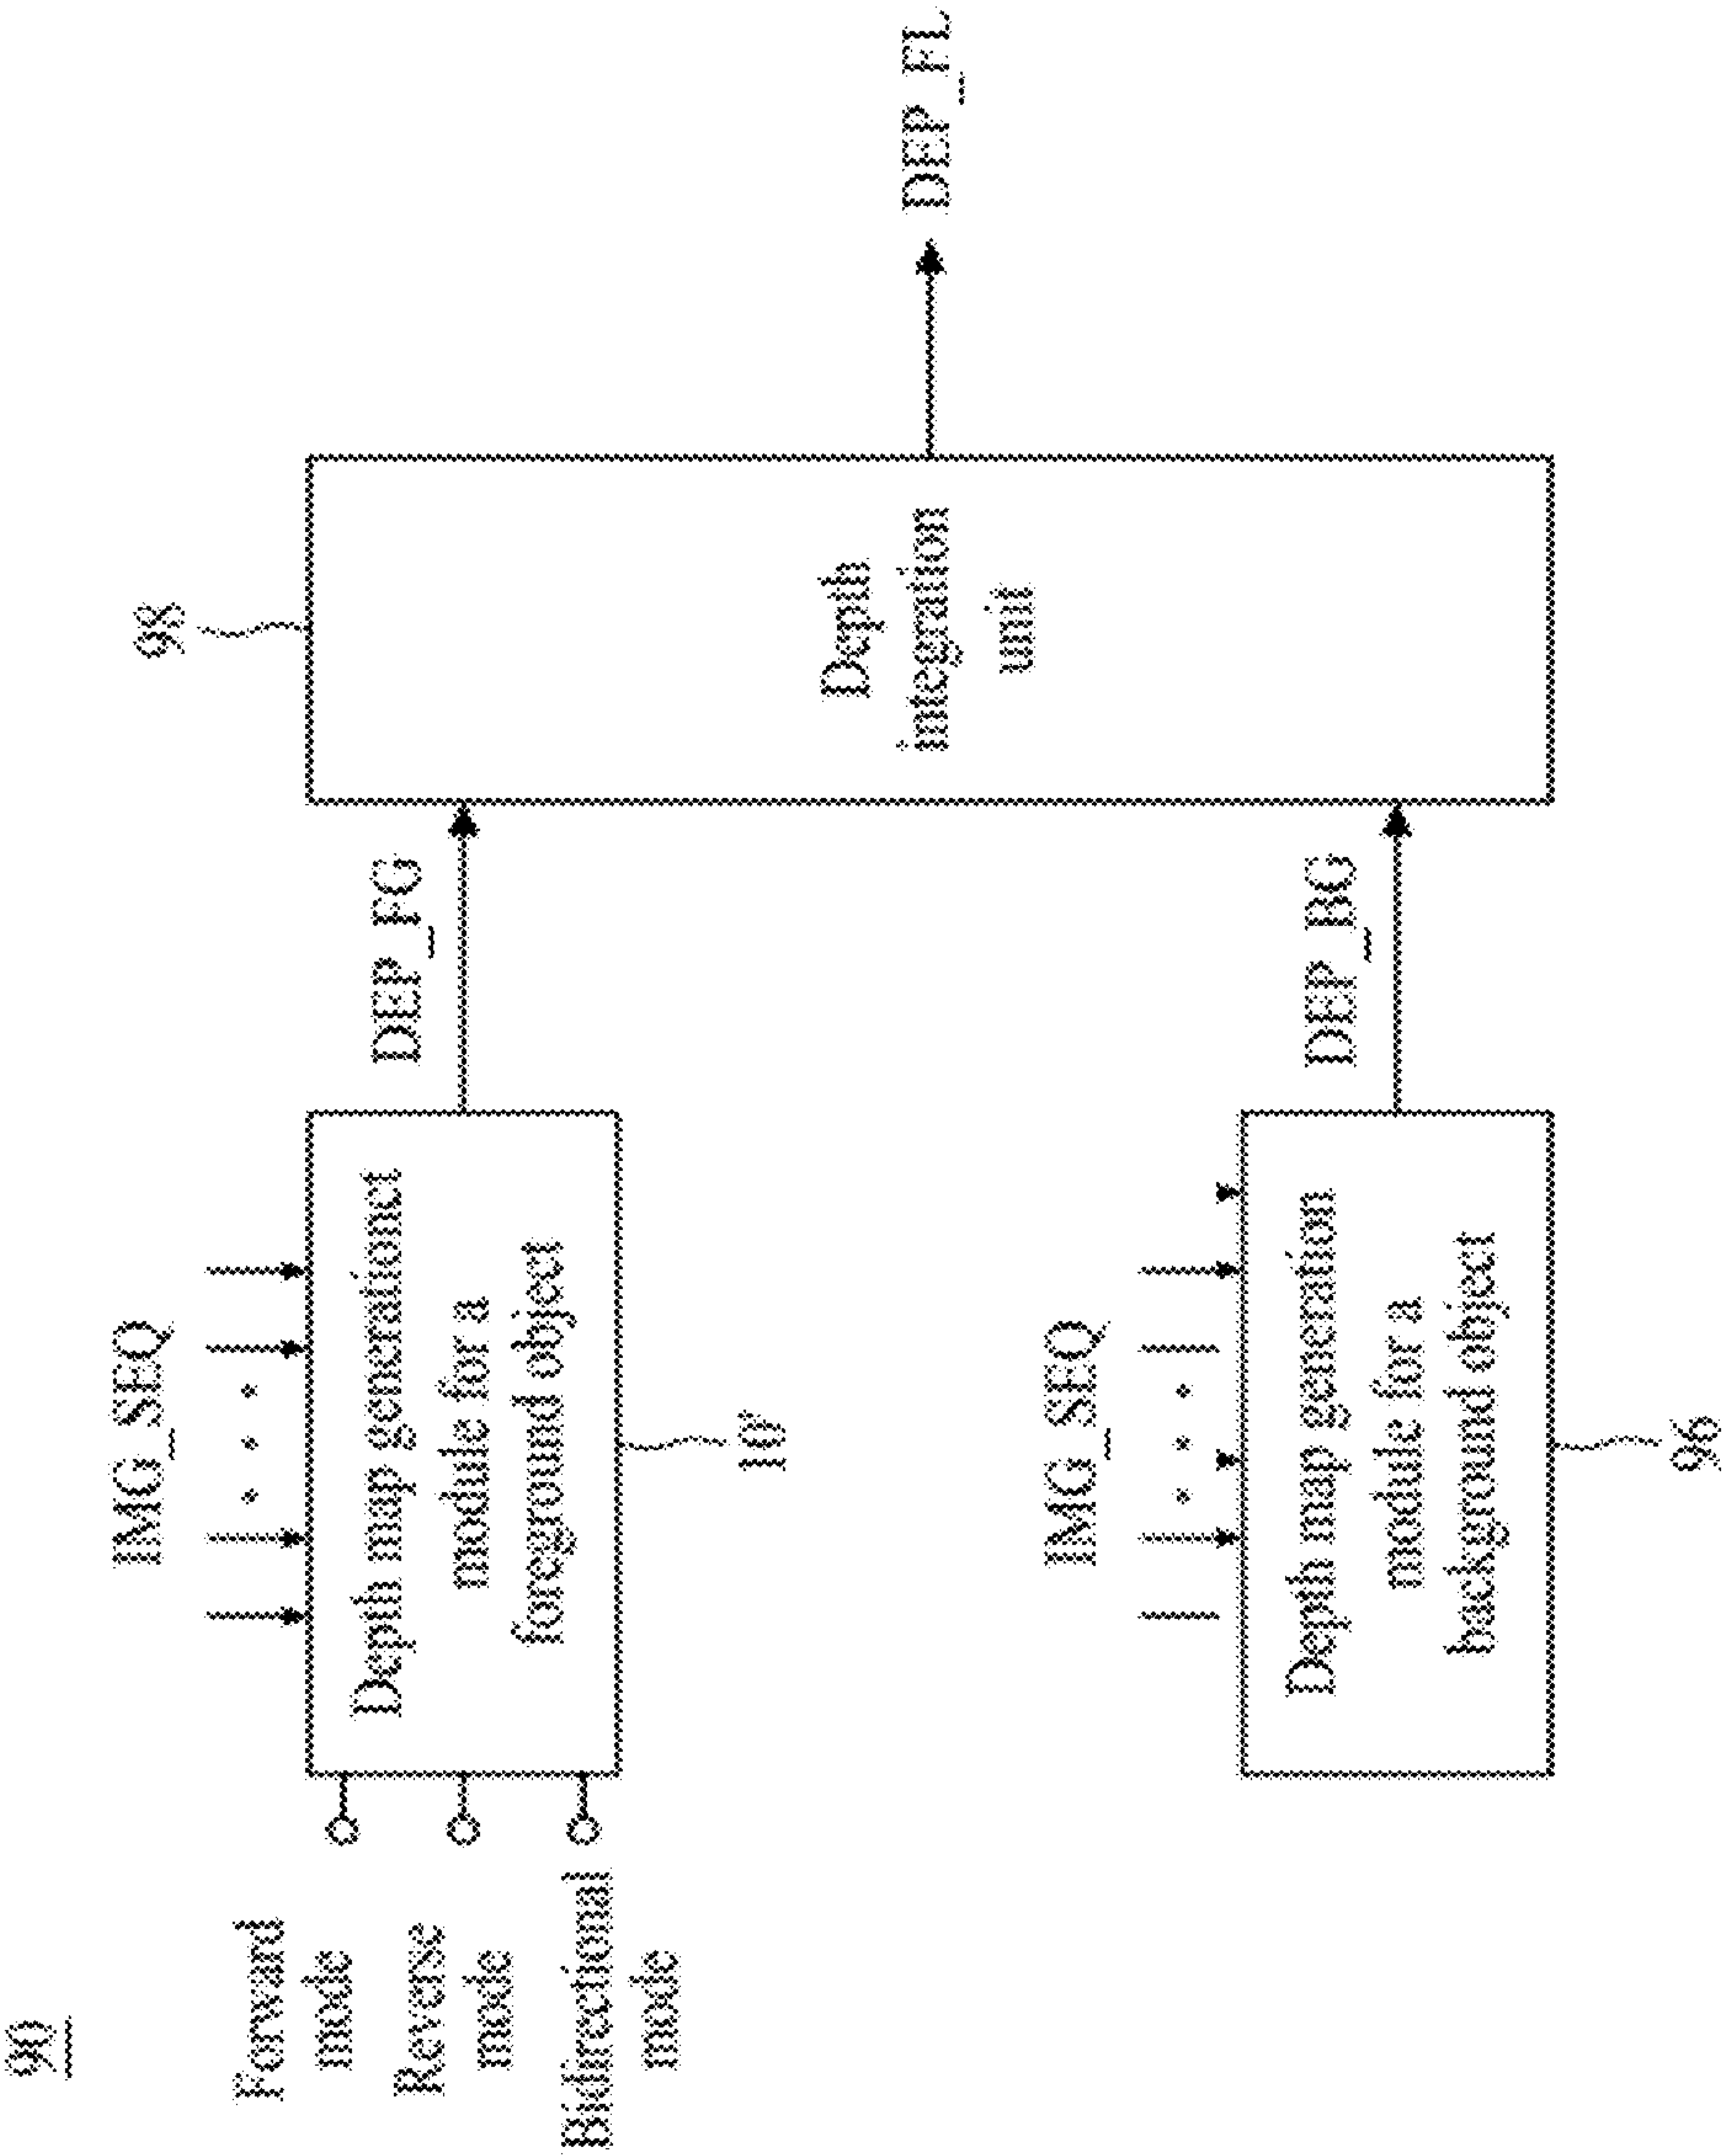 90
IMG_SEQ
98
Forward
mode
Reverse
mode
Bidirectional
mode
Depth map generationct
module for a
foreground object
DEP_FG
10'
Depth
integration
unit
DEP_FL
IMG_SEQ
Depth map generation
module for a
background object
DEP_BG
96